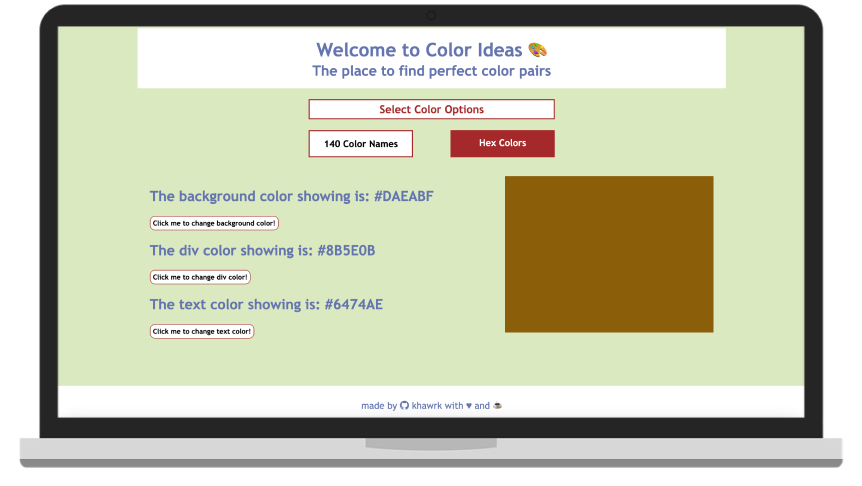 Welcome to Color Ideas 🎨
The place to find perfect color pairs
Select Color Options
140 Color Names
Hex Colors
The background color showing is: #DAEABF
Click me to change background color!
The div color showing is: #8B5E0B
Click me to change div color!
The text color showing is: #6474AE
Click me to change text color!
made by khawrk with ♥ and ☕